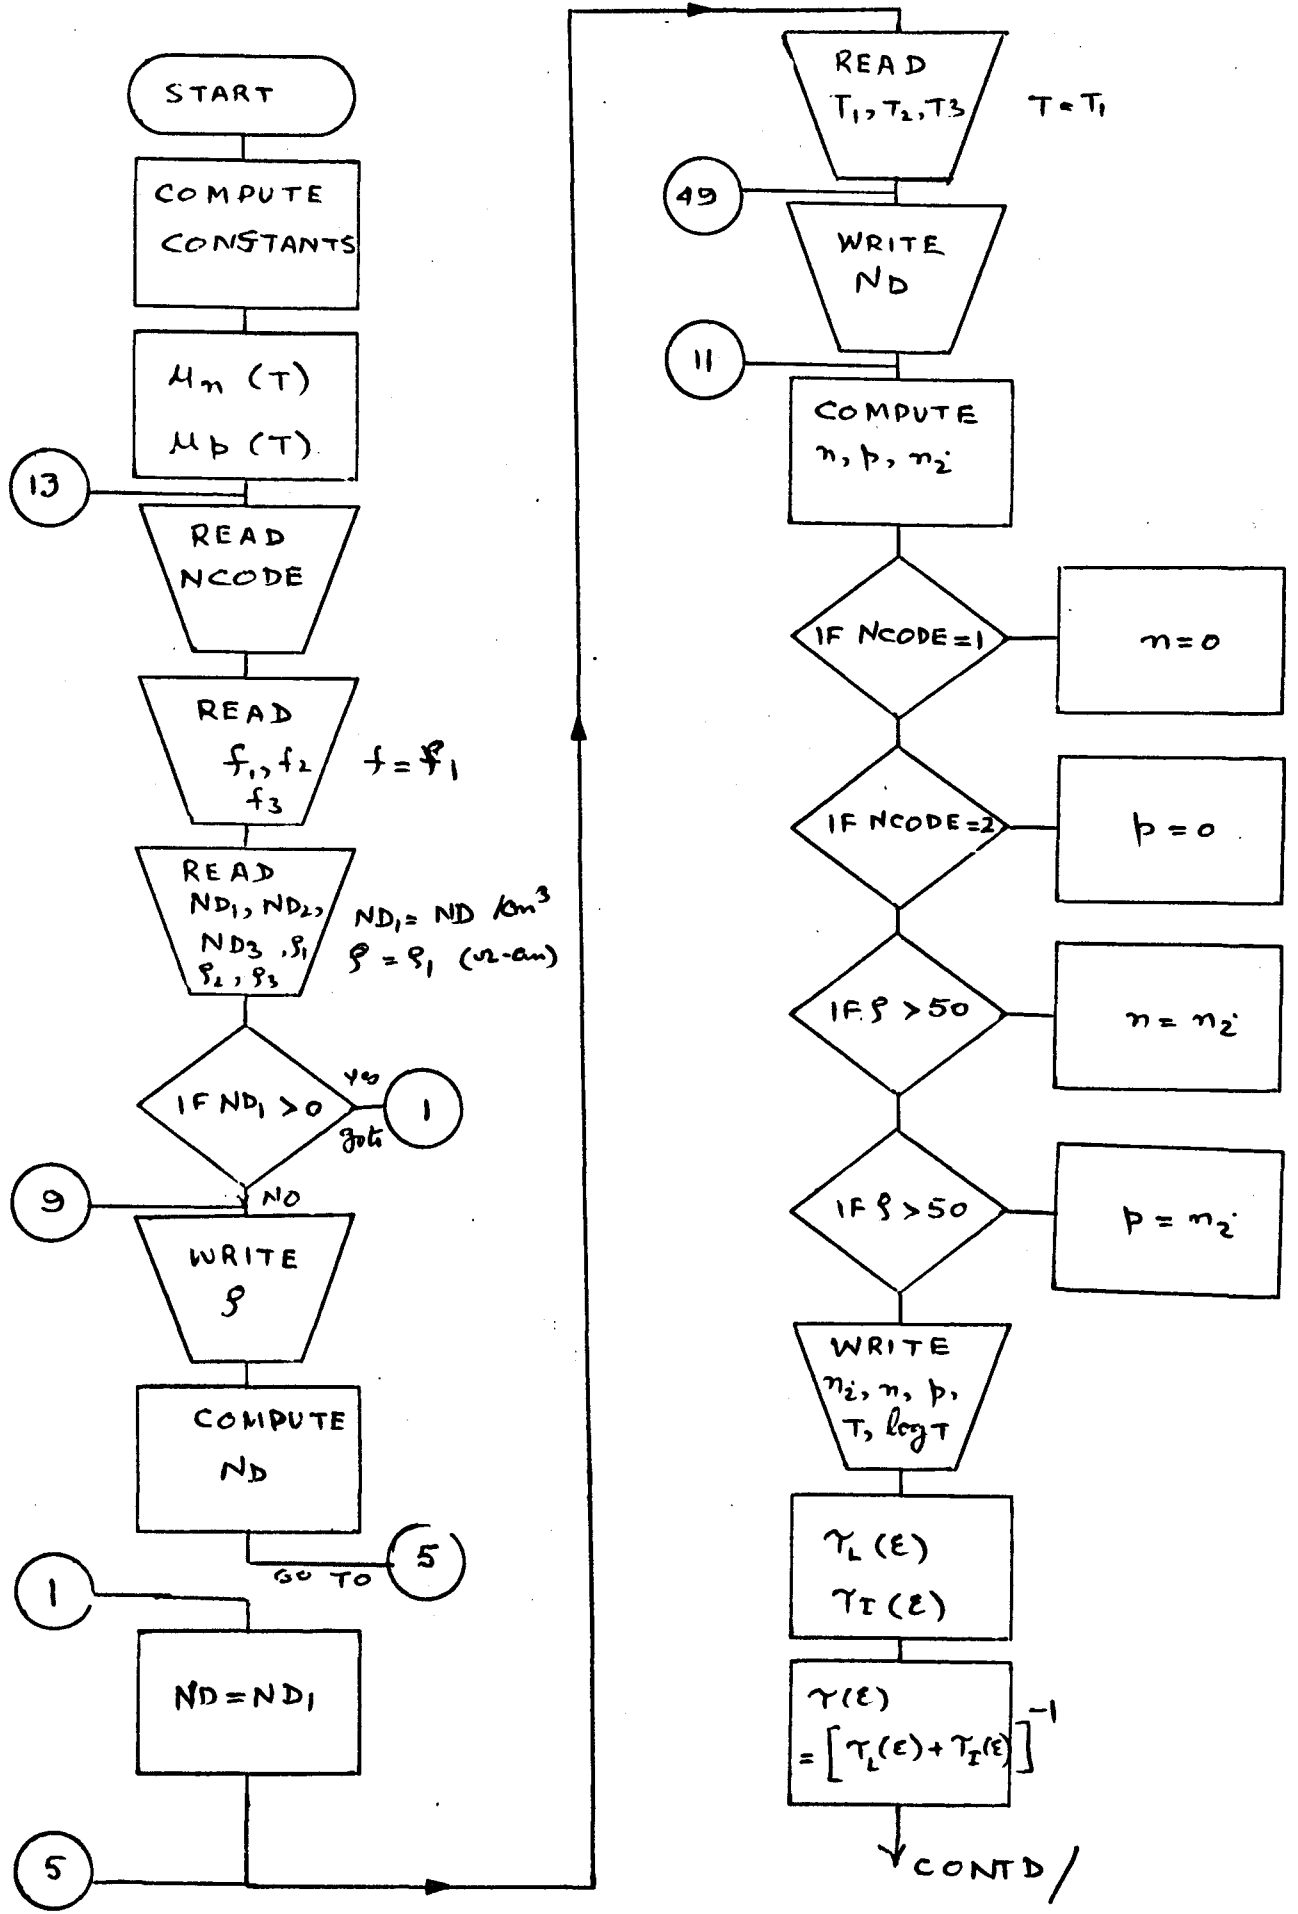 START
COMPUTE
CONSTANTS
μn (T)
μp (T)
13
READ
NCODE
READ
f1, f2
f3
f = f1
READ
ND1, ND2,
ND3, ρ1
ρ2, ρ3
ND1 = ND /cm³
ρ = ρ1 (Ω-cm)
IF ND1 > 0
Yes
goto
1
9
NO
WRITE
ρ
COMPUTE
ND
GO TO
5
1
ND = ND1
5
READ
T1, T2, T3
T = T1
49
WRITE
ND
11
COMPUTE
n, p, ni
IF NCODE=1
n = 0
IF NCODE=2
p = 0
IF ρ > 50
n = ni
IF ρ > 50
p = ni
WRITE
ni, n, p,
T, log T
τL (ε)
τI (ε)
τ(ε)
= [τL(ε) + τI(ε)]⁻¹
CONTD/